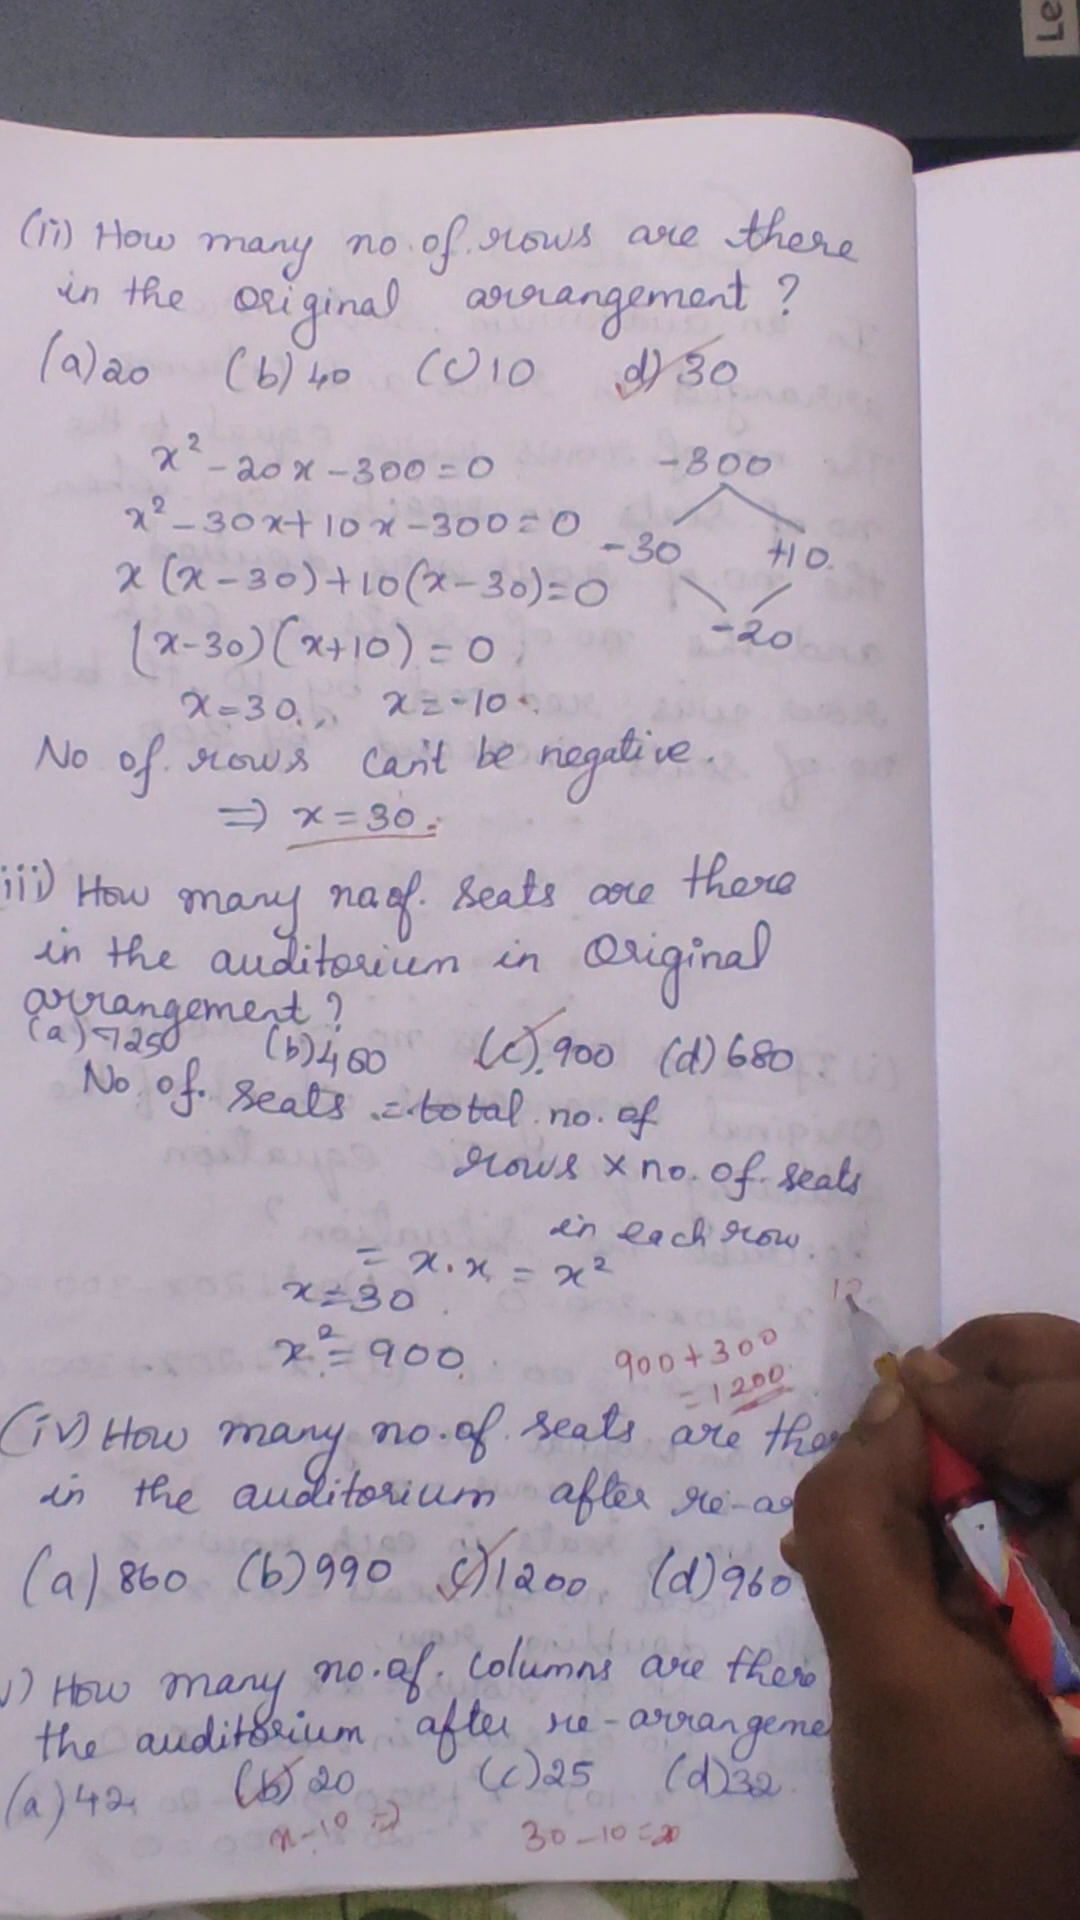 Le
(ii) How many no. of. rows are there
in the original arrangement ?
(a) 20 (b) 40 (c) 10 d) 30
x² - 20x - 300 = 0
-300
x² - 30x + 10x - 300 = 0
-30 +10
x (x - 30) + 10 (x - 30) = 0
-20
(x-30) (x+10) = 0
x = 30. x = -10.
No of. rows can't be negative.
⇒ x = 30.
iii) How many no of. seats are there
in the auditorium in Original
arrangement ?
(a) 7250 (b) 460 (c) 900 (d) 680
No. of. seats = total no. of
rows x no. of. seats
in each row.
= x . x = x²
x = 30
x² = 900
900 + 300
= 1200
(iv) How many no. of. seats are the
in the auditorium after re-ar
(a) 860 (b) 990 c) 1200 (d) 960
) How many no. of. columns are there
the auditorium after re-arrangeme
(a) 42 (b) 20 (c) 25 (d) 32
x - 10 ⇒ 30 - 10 = 20